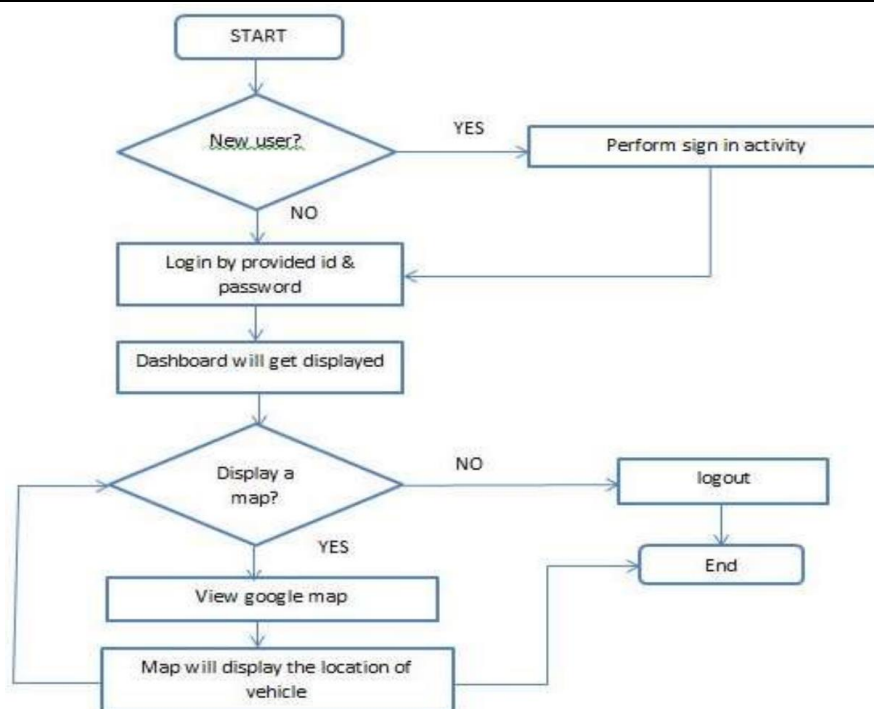 START
New user?
YES
Perform sign in activity
NO
Login by provided id &
password
Dashboard will get displayed
Display a
map?
NO
logout
YES
End
View google map
Map will display the location of
vehicle